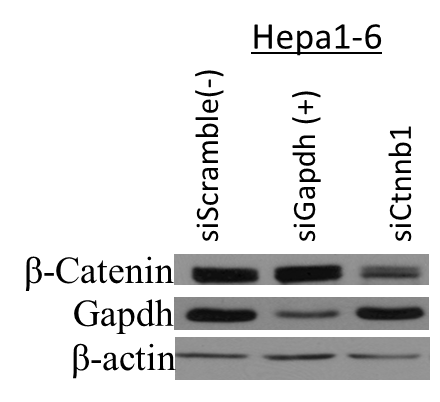 Hepa1-6
siScramble(-)
siGapdh (+)
siCtnnb1
β-Catenin
Gapdh
β-actin